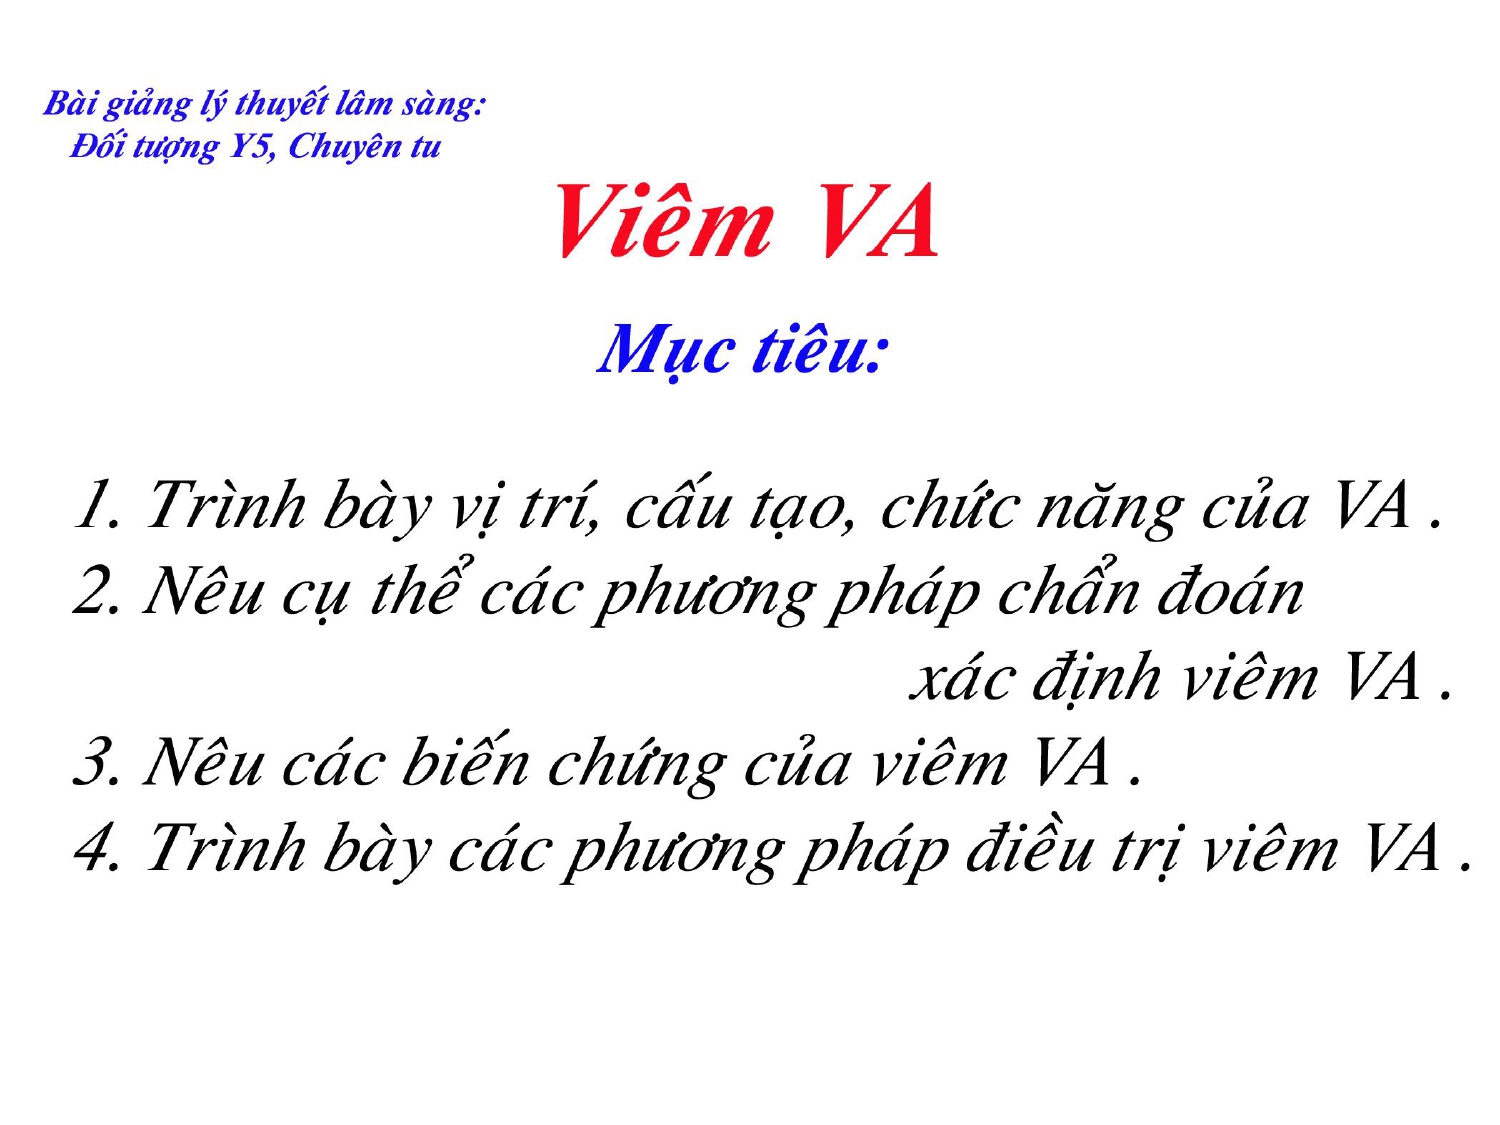 Bài giảng lý thuyết lâm sàng:
Đối tượng Y5, Chuyên tu
Viêm VA
Mục tiêu:
1. Trình bày vị trí, cấu tạo, chức năng của VA .
2. Nêu cụ thể các phương pháp chẩn đoán
xác định viêm VA .
3. Nêu các biến chứng của viêm VA .
4. Trình bày các phương pháp điều trị viêm VA .